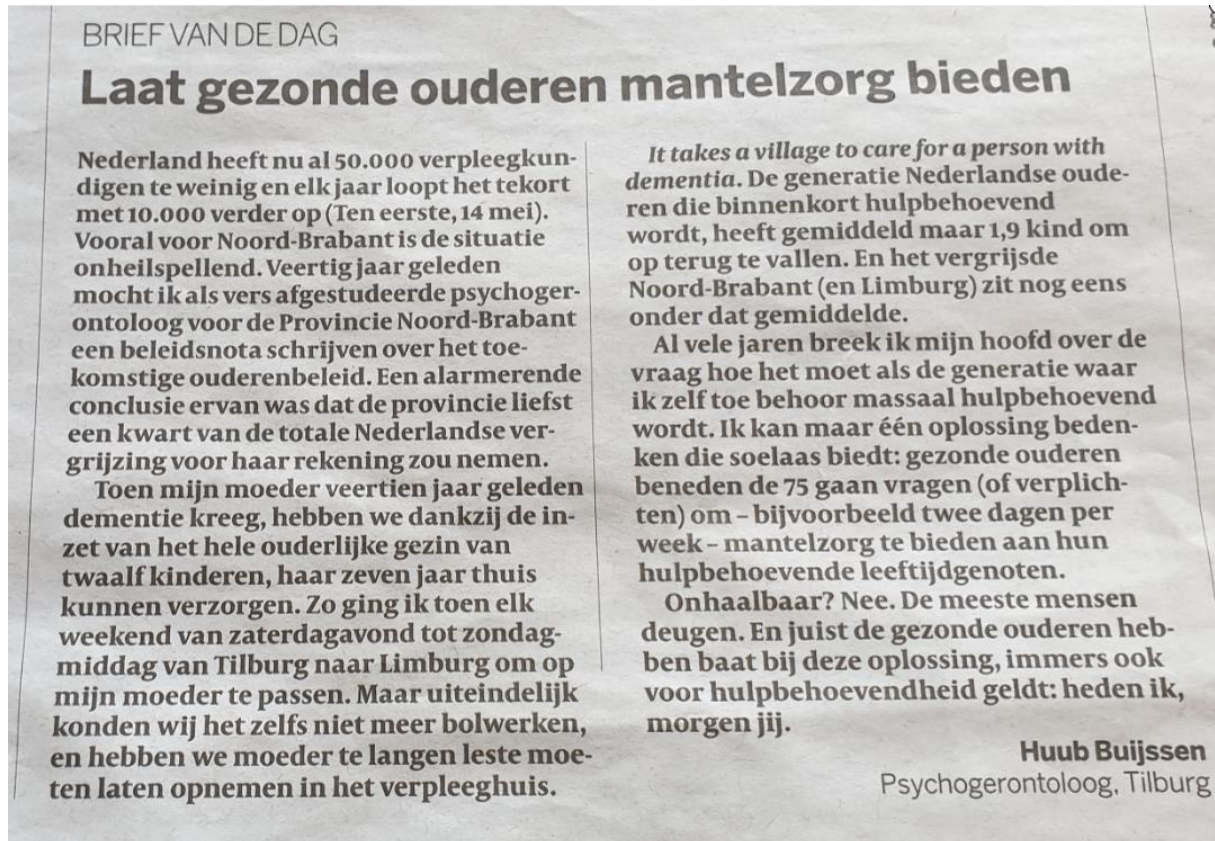 BRIEF VAN DE DAG
Laat gezonde ouderen mantelzorg bieden
Nederland heeft nu al 50.000 verpleegkun-
digen te weinig en elk jaar loopt het tekort
met 10.000 verder op (Ten eerste, 14 mei).
Vooral voor Noord-Brabant is de situatie
onheilspellend. Veertig jaar geleden
mocht ik als vers afgestudeerde psychoger-
ontoloog voor de Provincie Noord-Brabant
een beleidsnota schrijven over het toe-
komstige ouderenbeleid. Een alarmerende
conclusie ervan was dat de provincie liefst
een kwart van de totale Nederlandse ver-
grijzing voor haar rekening zou nemen.
Toen mijn moeder veertien jaar geleden
dementie kreeg, hebben we dankzij de in-
zet van het hele ouderlijke gezin van
twaalf kinderen, haar zeven jaar thuis
kunnen verzorgen. Zo ging ik toen elk
weekend van zaterdagavond tot zondag-
middag van Tilburg naar Limburg om op
mijn moeder te passen. Maar uiteindelijk
konden wij het zelfs niet meer bolwerken,
en hebben we moeder te langen leste moe-
ten laten opnemen in het verpleeghuis.
It takes a village to care for a person with
dementia. De generatie Nederlandse oude-
ren die binnenkort hulpbehoevend
wordt, heeft gemiddeld maar 1,9 kind om
op terug te vallen. En het vergrijsde
Noord-Brabant (en Limburg) zit nog eens
onder dat gemiddelde.
Al vele jaren breek ik mijn hoofd over de
vraag hoe het moet als de generatie waar
ik zelf toe behoor massaal hulpbehoevend
wordt. Ik kan maar één oplossing beden-
ken die soelaas biedt: gezonde ouderen
beneden de 75 gaan vragen (of verplich-
ten) om – bijvoorbeeld twee dagen per
week – mantelzorg te bieden aan hun
hulpbehoevende leeftijdgenoten.
Onhaalbaar? Nee. De meeste mensen
deugen. En juist de gezonde ouderen heb-
ben baat bij deze oplossing, immers ook
voor hulpbehoevendheid geldt: heden ik,
morgen jij.
Huub Buijssen
Psychogerontoloog, Tilburg